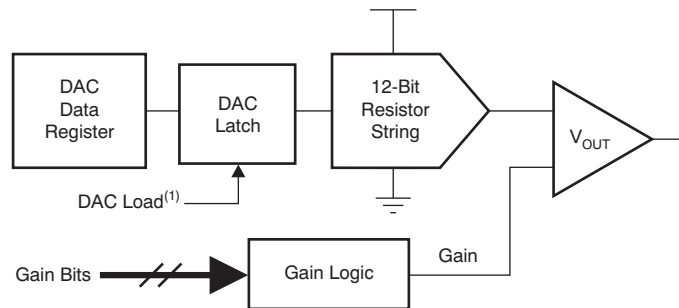 DAC
Data
Register
DAC
Latch
12-Bit
Resistor
String
VOUT
DAC Load(1)
Gain Bits
Gain Logic
Gain